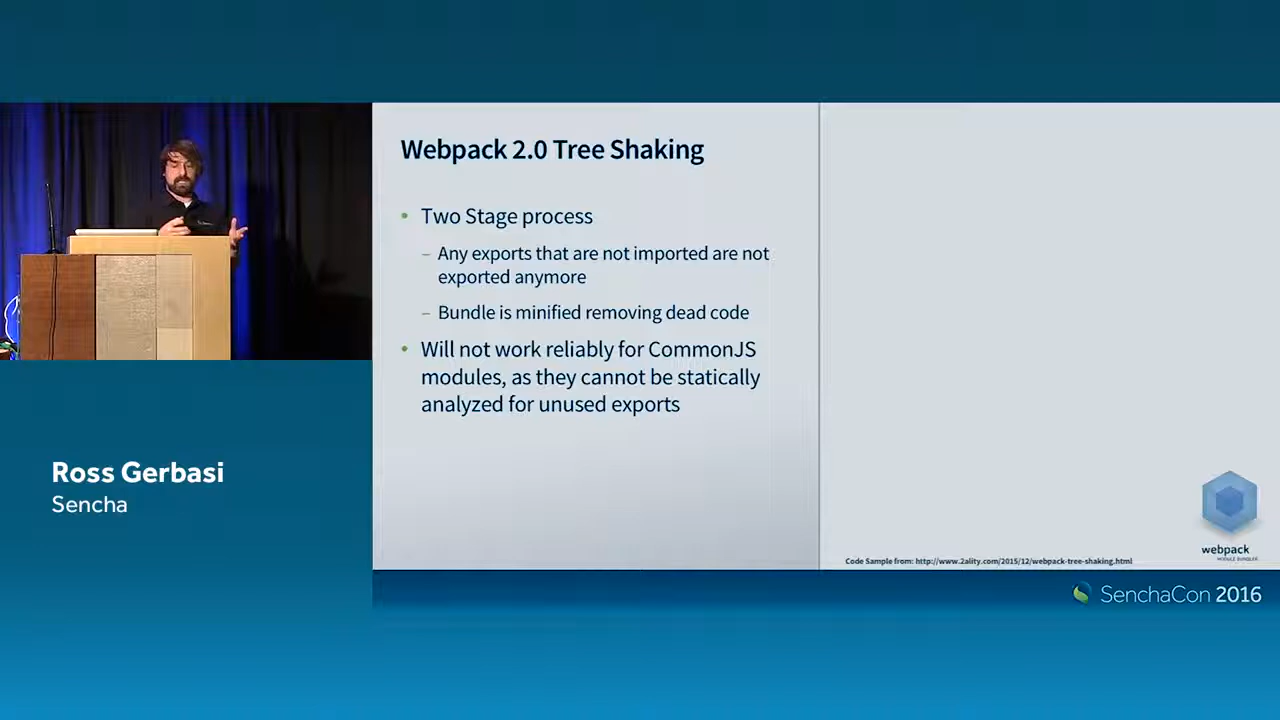 Webpack 2.0 Tree Shaking
• Two Stage process
– Any exports that are not imported are not
exported anymore
– Bundle is minified removing dead code
• Will not work reliably for CommonJS
modules, as they cannot be statically
analyzed for unused exports
Ross Gerbasi
Sencha
webpack
MODULE BUNDLER
Code Sample from: http://www.2ality.com/2015/12/webpack-tree-shaking.html
SenchaCon 2016